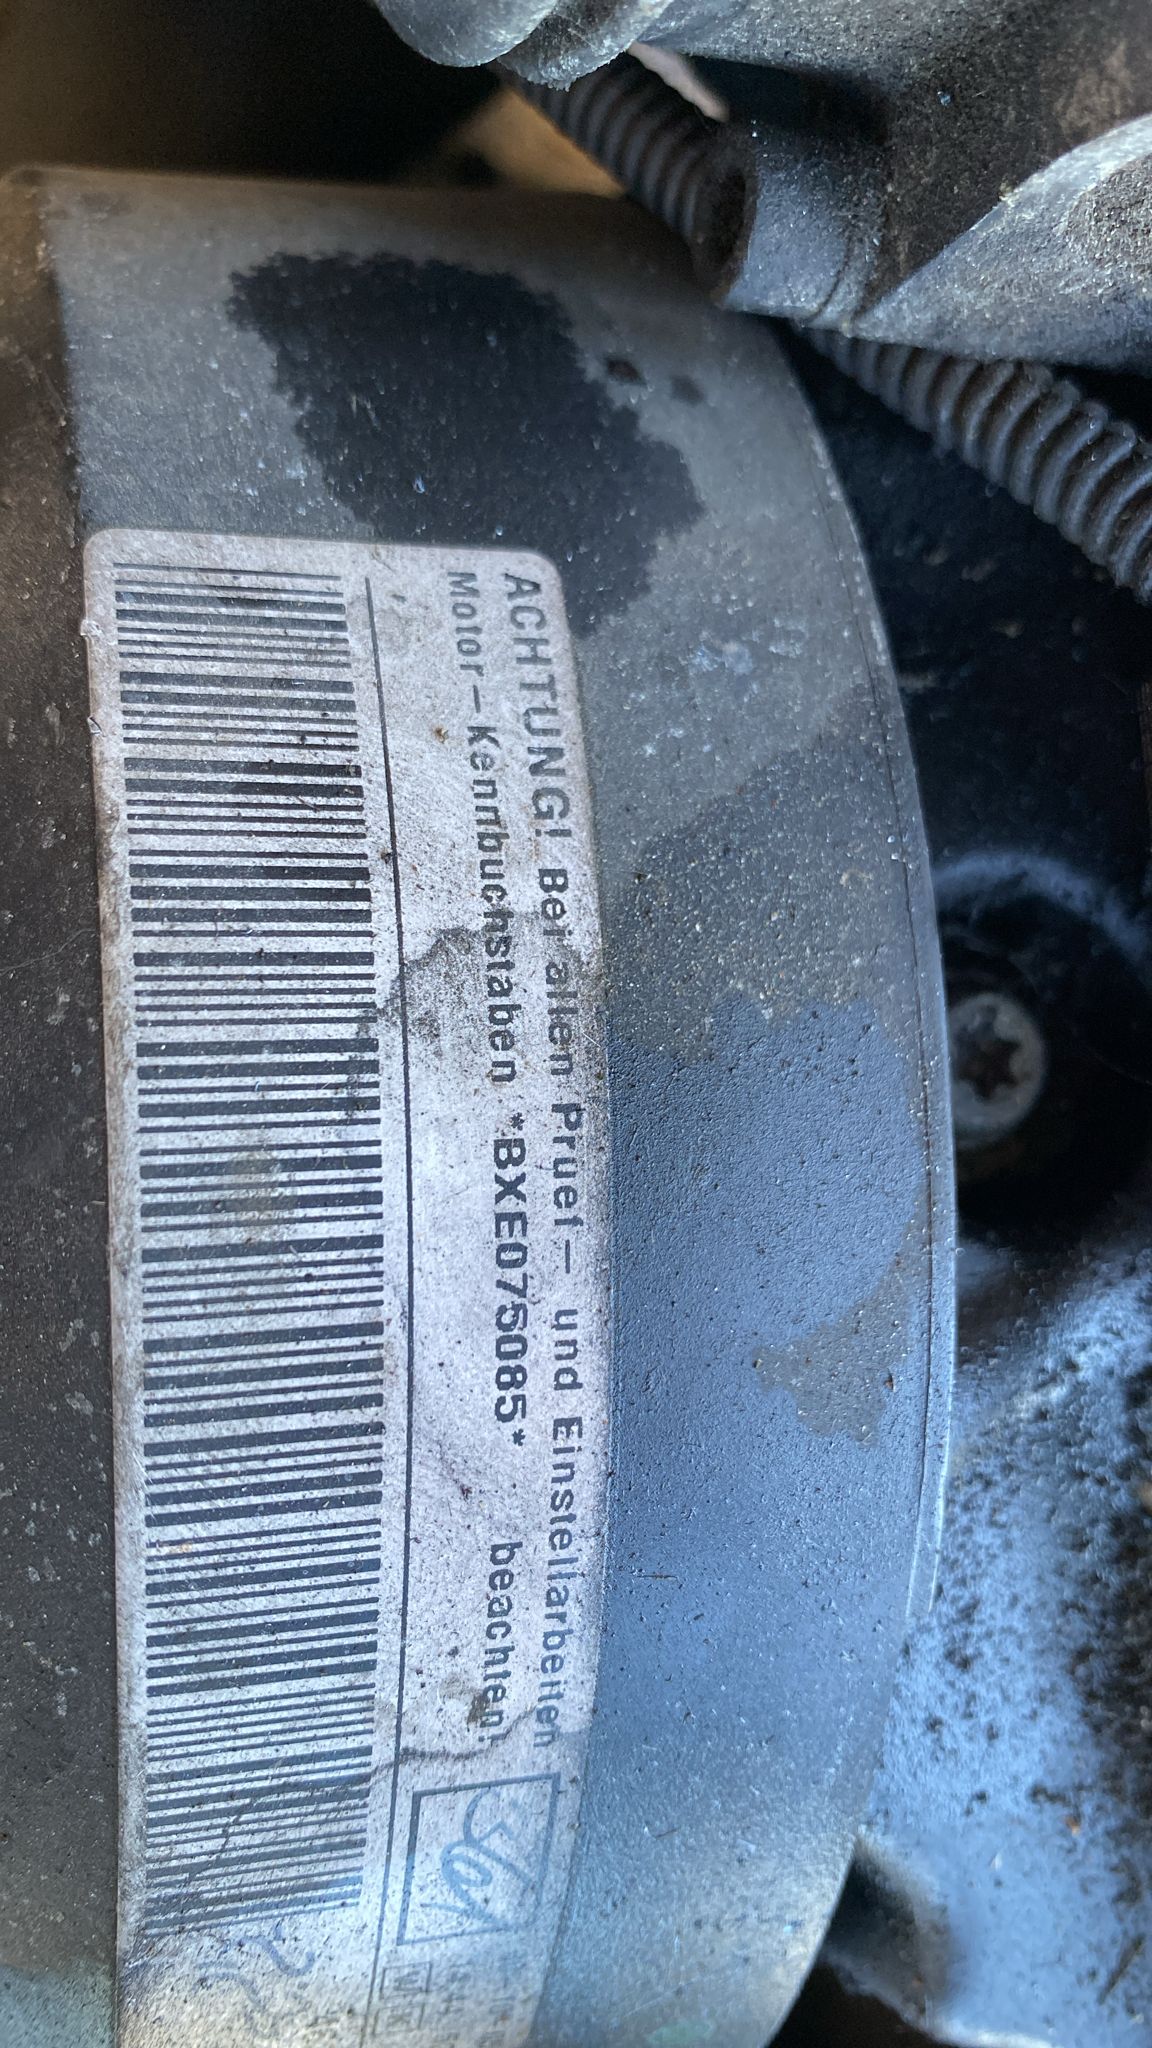 ACHTUNG! Bei allen Pruef- und Einstellarbeiten
Motor-Kennbuchstaben *BXE075085* beachten!